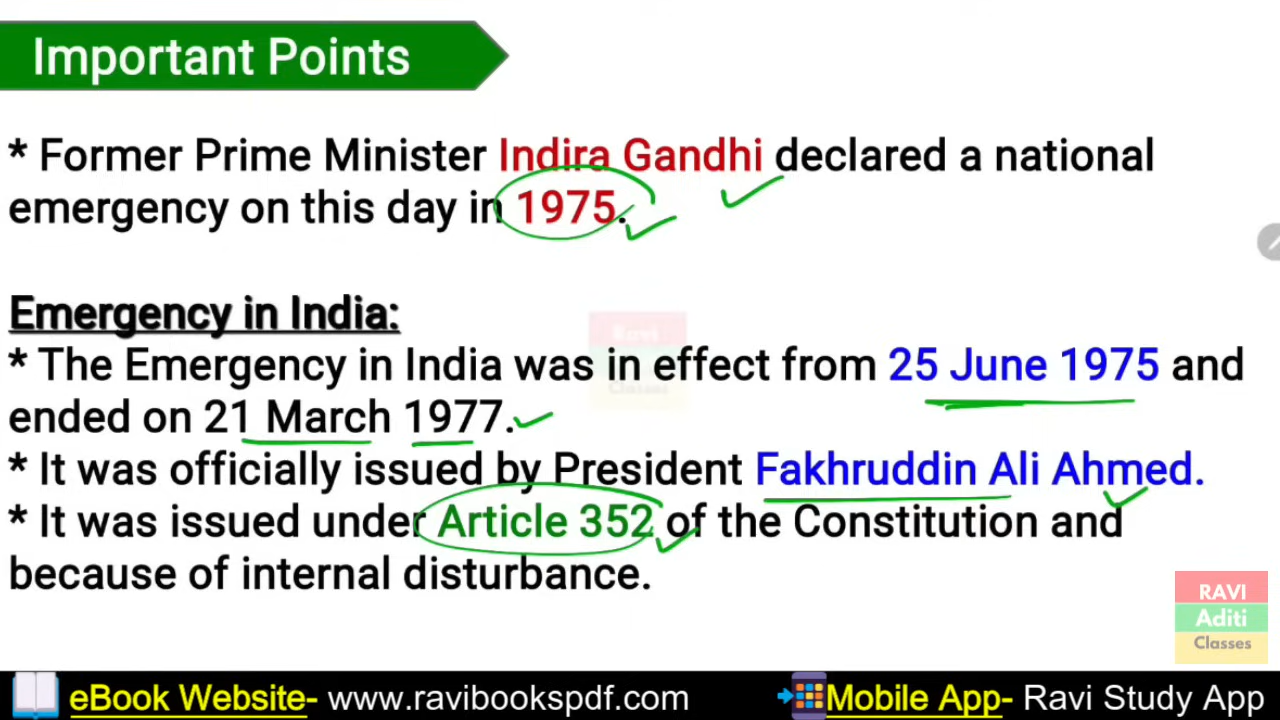 Important Points
* Former Prime Minister Indira Gandhi declared a national
emergency on this day in 1975.
Emergency in India:
* The Emergency in India was in effect from 25 June 1975 and
ended on 21 March 1977.
* It was officially issued by President Fakhruddin Ali Ahmed.
* It was issued under Article 352 of the Constitution and
because of internal disturbance.
Ravi
Classes
RAVI
Aditi
Classes
eBook Website- www.ravibookspdf.com
Mobile App- Ravi Study App